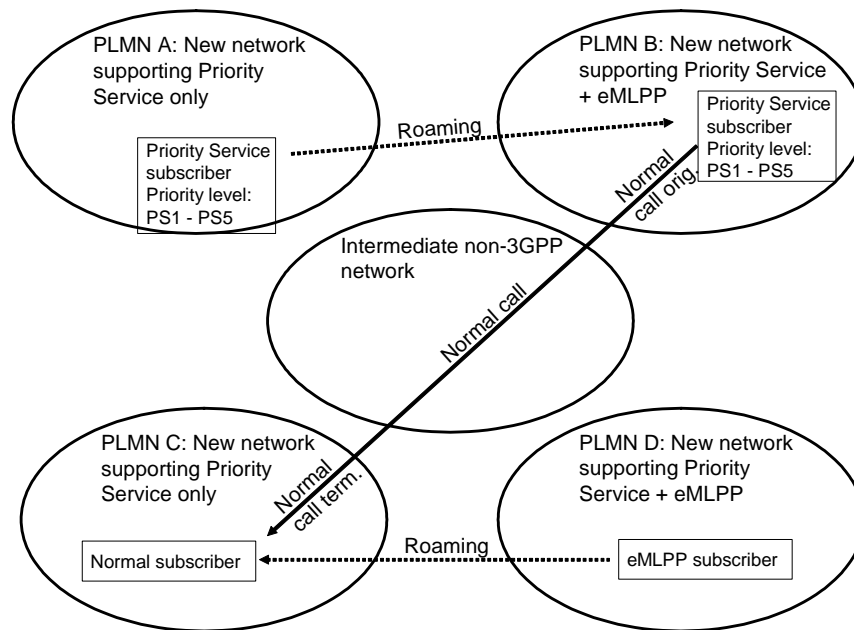 PLMN A: New network
supporting Priority
Service only
PLMN B: New network
supporting Priority Service
+ eMLPP
Priority Service
subscriber
Priority level:
PS1 - PS5
Roaming
Priority Service
subscriber
Priority level:
PS1 - PS5
Normal
call orig.
Intermediate non-3GPP
network
Normal call
PLMN C: New network
supporting Priority
Service only
Normal
call term.
PLMN D: New network
supporting Priority
Service + eMLPP
Normal subscriber
Roaming
eMLPP subscriber